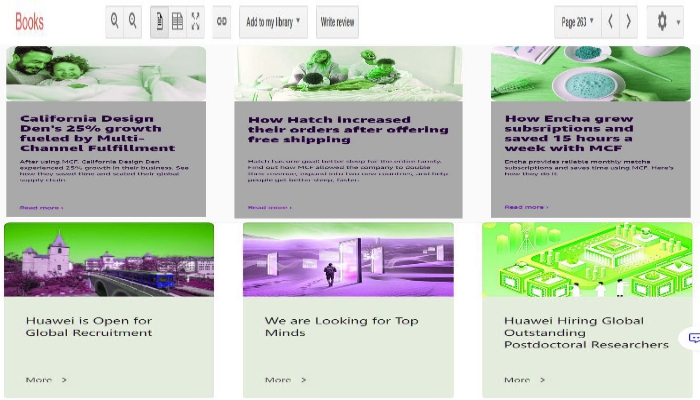 Books
Add to my library
Write review
Page 263
California Design
Den's 25% growth
fueled by Multi-
Channel Fulfillment
After using MCF, California Design Den
experienced 25% growth in their business. See
how they saved time and scaled their global
supply chain.
Read more ›
How Hatch increased
their orders after offering
free shipping
Hatch has one goal: better sleep for the entire family.
Find out how MCF allowed the company to double
their revenue, expand into two new countries, and help
people get better sleep, faster.
Read more ›
How Encha grew
subsriptions and
saved 15 hours a
week with MCF
Encha provides reliable monthly matcha
subscriptions and saves time using MCF. Here's
how they do it.
Read more ›
Huawei is Open for
Global Recruitment
More >
We are Looking for Top
Minds
More >
Huawei Hiring Global
Outstanding
Postdoctoral Researchers
More >